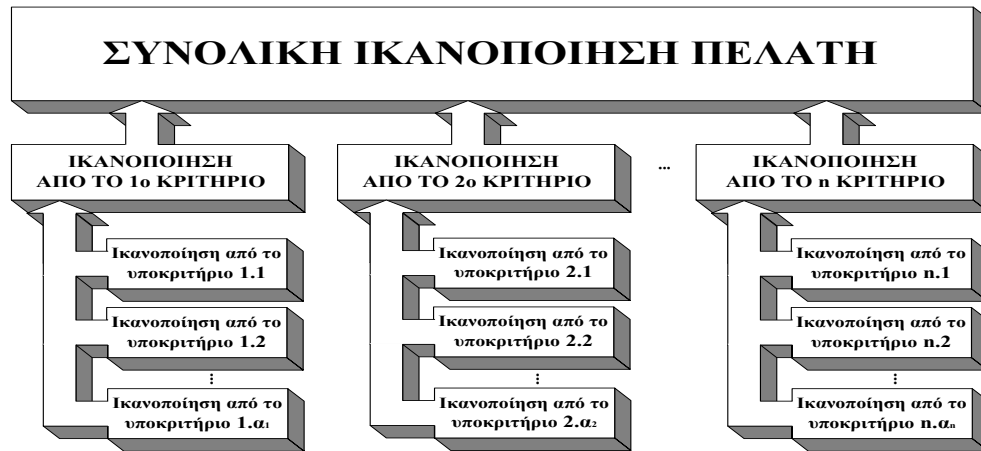 ΣΥΝΟΛΙΚΗ ΙΚΑΝΟΠΟΙΗΣΗ ΠΕΛΑΤΗ
ΙΚΑΝΟΠΟΙΗΣΗ
ΑΠΟ ΤΟ 1ο ΚΡΙΤΗΡΙΟ
Ικανοποίηση από το
υποκριτήριο 1.1
Ικανοποίηση από το
υποκριτήριο 1.2
...
Ικανοποίηση από το
υποκριτήριο 1.α₁
ΙΚΑΝΟΠΟΙΗΣΗ
ΑΠΟ ΤΟ 2ο ΚΡΙΤΗΡΙΟ
Ικανοποίηση από το
υποκριτήριο 2.1
Ικανοποίηση από το
υποκριτήριο 2.2
...
Ικανοποίηση από το
υποκριτήριο 2.α₂
...
ΙΚΑΝΟΠΟΙΗΣΗ
ΑΠΟ ΤΟ n ΚΡΙΤΗΡΙΟ
Ικανοποίηση από το
υποκριτήριο n.1
Ικανοποίηση από το
υποκριτήριο n.2
...
Ικανοποίηση από το
υποκριτήριο n.αₙ